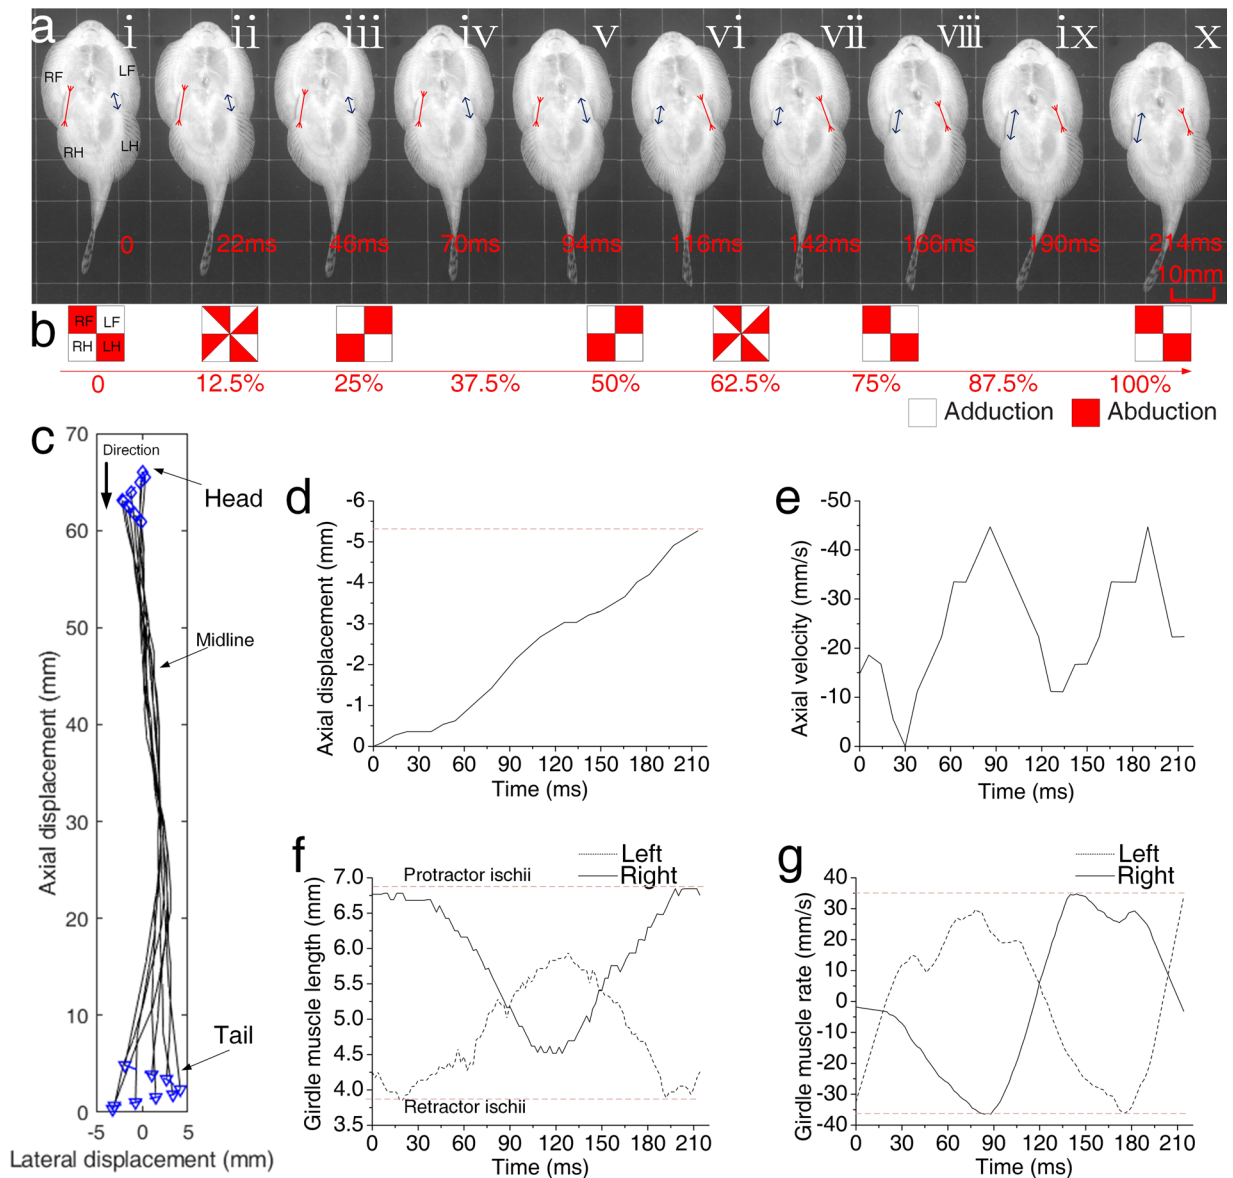 a i ii iii iv v vi vii viii ix x
RF LF
RH LH
0 22ms 46ms 70ms 94ms 116ms 142ms 166ms 190ms 214ms
10mm
b RF LF
RH LH
0 12.5% 25% 37.5% 50% 62.5% 75% 87.5% 100%
Adduction Abduction
c
70
60
50
40
30
20
10
0
-5 0 5
Axial displacement (mm)
Lateral displacement (mm)
Direction
Head
Midline
Tail
d
-6
-5
-4
-3
-2
-1
0
0 30 60 90 120 150 180 210
Axial displacement (mm)
Time (ms)
e
-50
-40
-30
-20
-10
0
0 30 60 90 120 150 180 210
Axial velocity (mm/s)
Time (ms)
f
Left
Right
Protractor ischii
Retractor ischii
7.0
6.5
6.0
5.5
5.0
4.5
4.0
3.5
0 30 60 90 120 150 180 210
Girdle muscle length (mm)
Time (ms)
g
Left
Right
40
30
20
10
0
-10
-20
-30
-40
0 30 60 90 120 150 180 210
Girdle muscle rate (mm/s)
Time (ms)